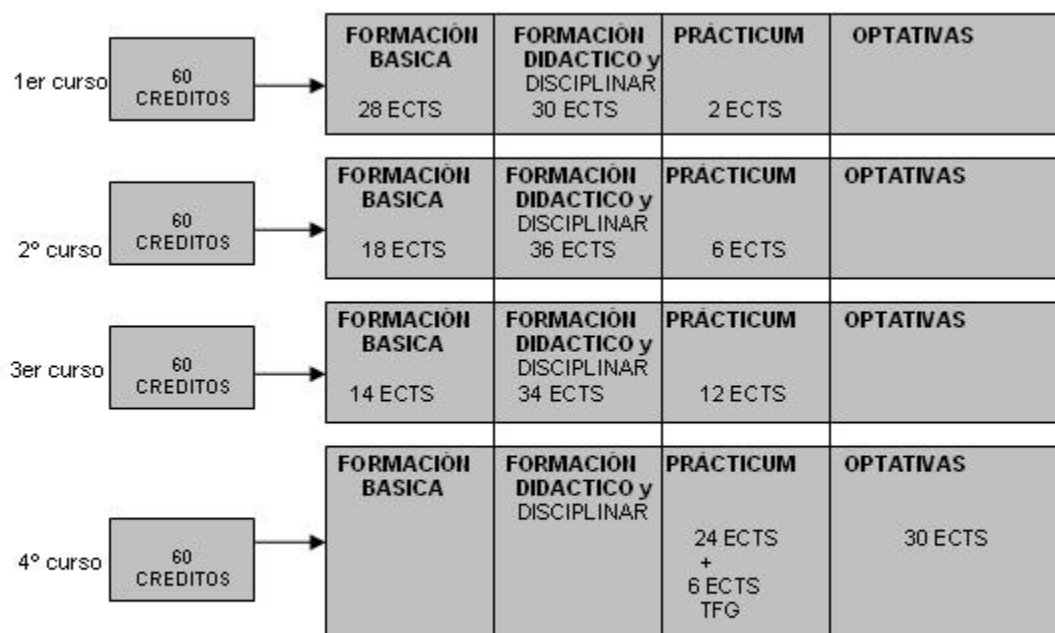 FORMACIÓN FORMACIÓN PRÁCTICUM OPTATIVAS
BASICA DIDACTICO y
1er curso 60 CREDITOS DISCIPLINAR
28 ECTS 30 ECTS 2 ECTS
FORMACIÓN FORMACIÓN PRÁCTICUM OPTATIVAS
BASICA DIDACTICO y
2º curso 60 CREDITOS DISCIPLINAR
18 ECTS 36 ECTS 6 ECTS
FORMACIÓN FORMACIÓN PRÁCTICUM OPTATIVAS
BASICA DIDACTICO y
3er curso 60 CREDITOS DISCIPLINAR
14 ECTS 34 ECTS 12 ECTS
FORMACIÓN FORMACIÓN PRÁCTICUM OPTATIVAS
BASICA DIDACTICO y
DISCIPLINAR
24 ECTS 30 ECTS
4º curso 60 CREDITOS +
6 ECTS
TFG